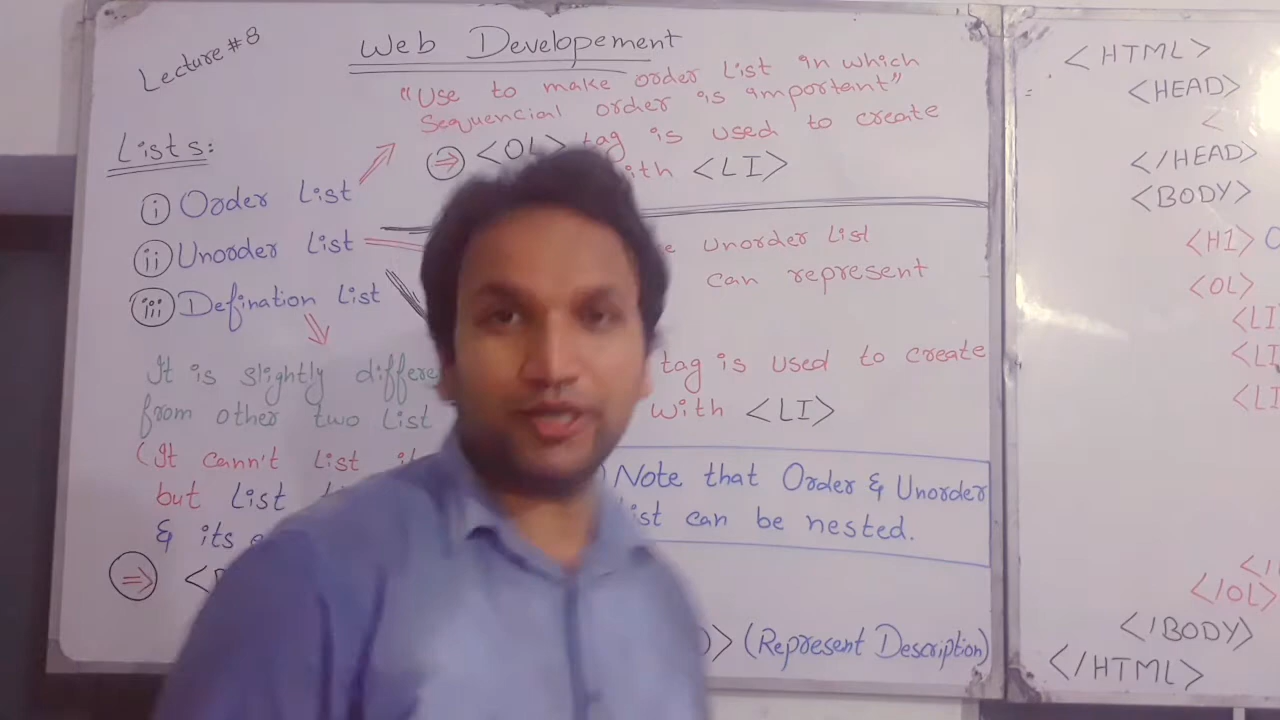 Lecture #8
Web Developement
"Use to make order List in which
Sequencial order is important"
⇒ <OL> tag is used to create
with <LI>
Lists:
i Order List
ii Unorder List
iii Defination List
unorder List
can represent
tag is used to create
with <LI>
It is slightly
from other two List
(It cann't List
but List
& its
⇒ <
Note that Order & Unorder
List can be nested.
> (Represent Description)
<HTML>
<HEAD>
<
</HEAD>
<BODY>
<H1>
<OL>
<LI
<LI
<LI
</
</OL>
</BODY>
</HTML>